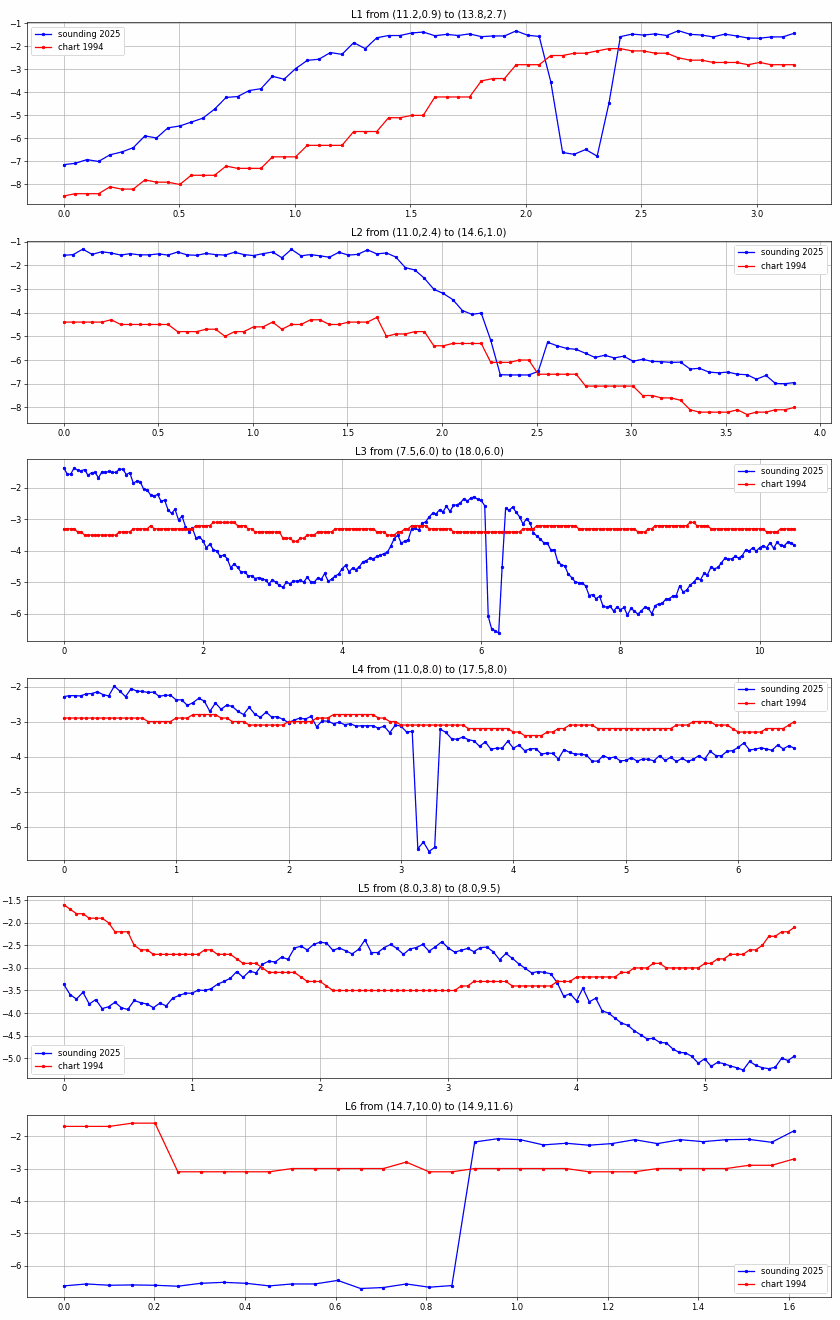 L1 from (11.2,0.9) to (13.8,2.7)
−1
−2
−3
−4
−5
−6
−7
−8
sounding 2025
chart 1994
0.0 0.5 1.0 1.5 2.0 2.5 3.0
L2 from (11.0,2.4) to (14.6,1.0)
−1
−2
−3
−4
−5
−6
−7
−8
sounding 2025
chart 1994
0.0 0.5 1.0 1.5 2.0 2.5 3.0 3.5 4.0
L3 from (7.5,6.0) to (18.0,6.0)
−2
−3
−4
−5
−6
sounding 2025
chart 1994
0 2 4 6 8 10
L4 from (11.0,8.0) to (17.5,8.0)
−2
−3
−4
−5
−6
sounding 2025
chart 1994
0 1 2 3 4 5 6
L5 from (8.0,3.8) to (8.0,9.5)
−1.5
−2.0
−2.5
−3.0
−3.5
−4.0
−4.5
−5.0
sounding 2025
chart 1994
0 1 2 3 4 5
L6 from (14.7,10.0) to (14.9,11.6)
−2
−3
−4
−5
−6
sounding 2025
chart 1994
0.0 0.2 0.4 0.6 0.8 1.0 1.2 1.4 1.6